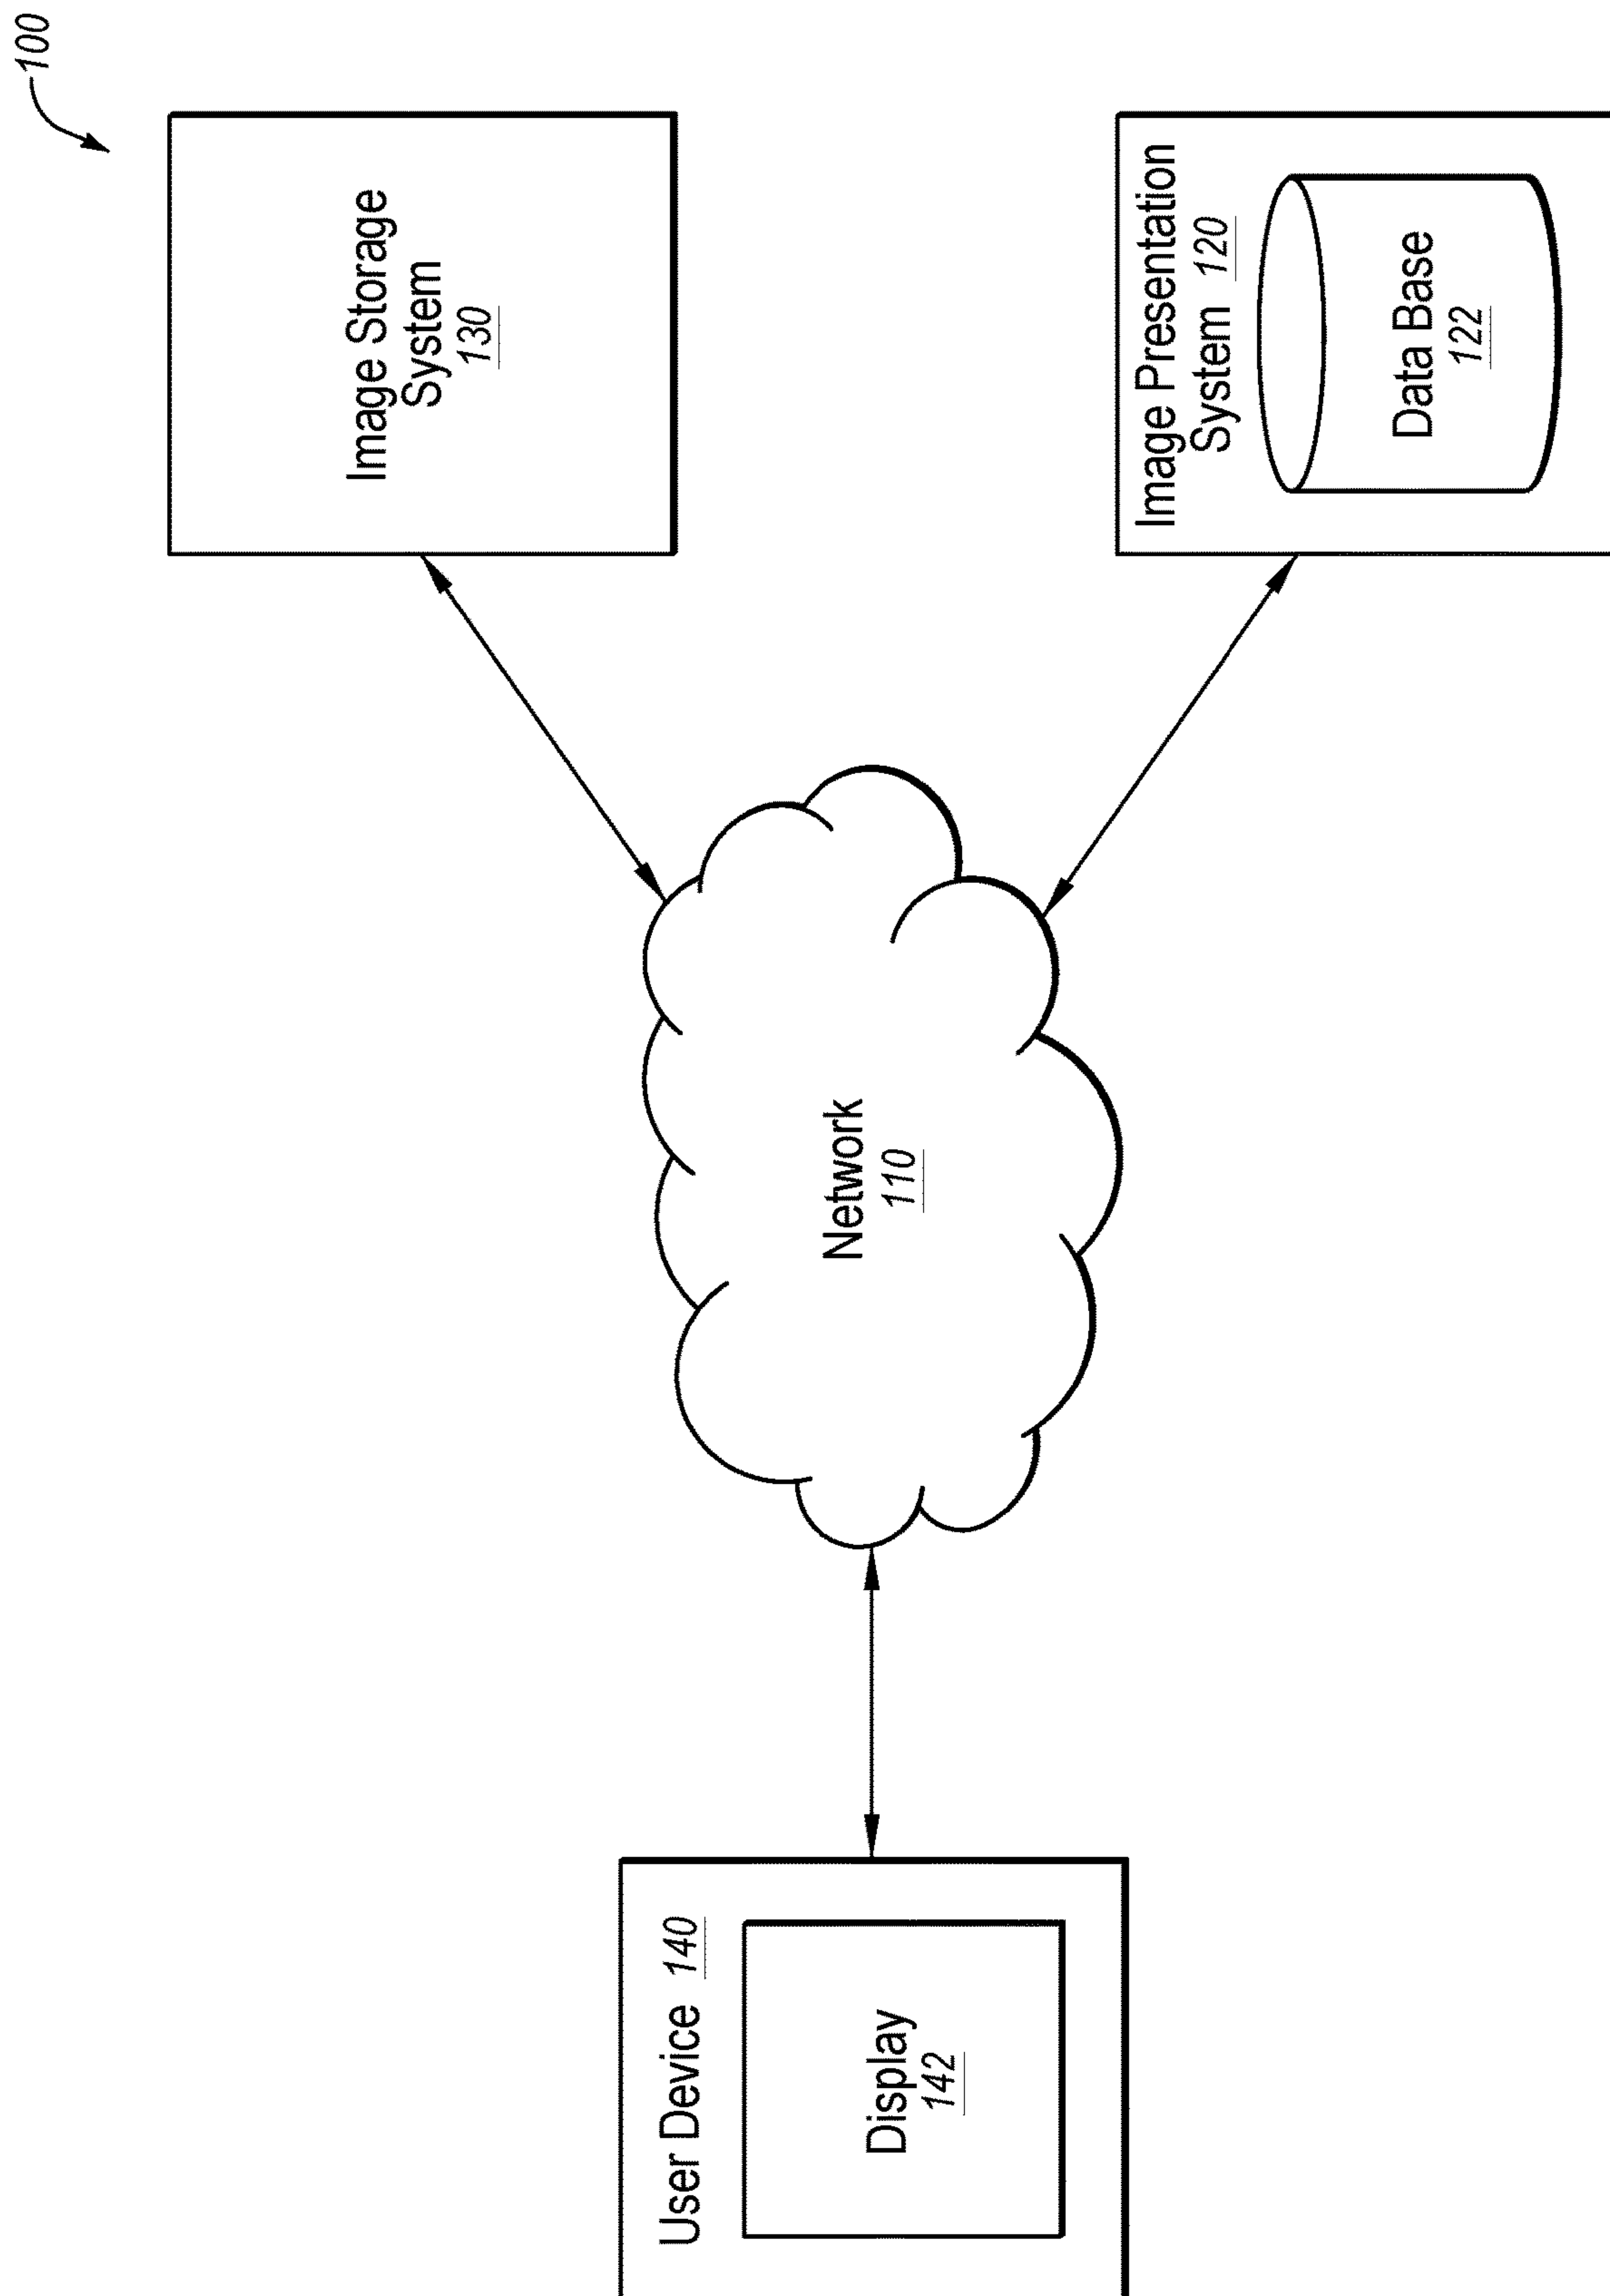 100
Image Storage
System
130
Image Presentation
System 120
Data Base
122
Network
110
User Device 140
Display
142